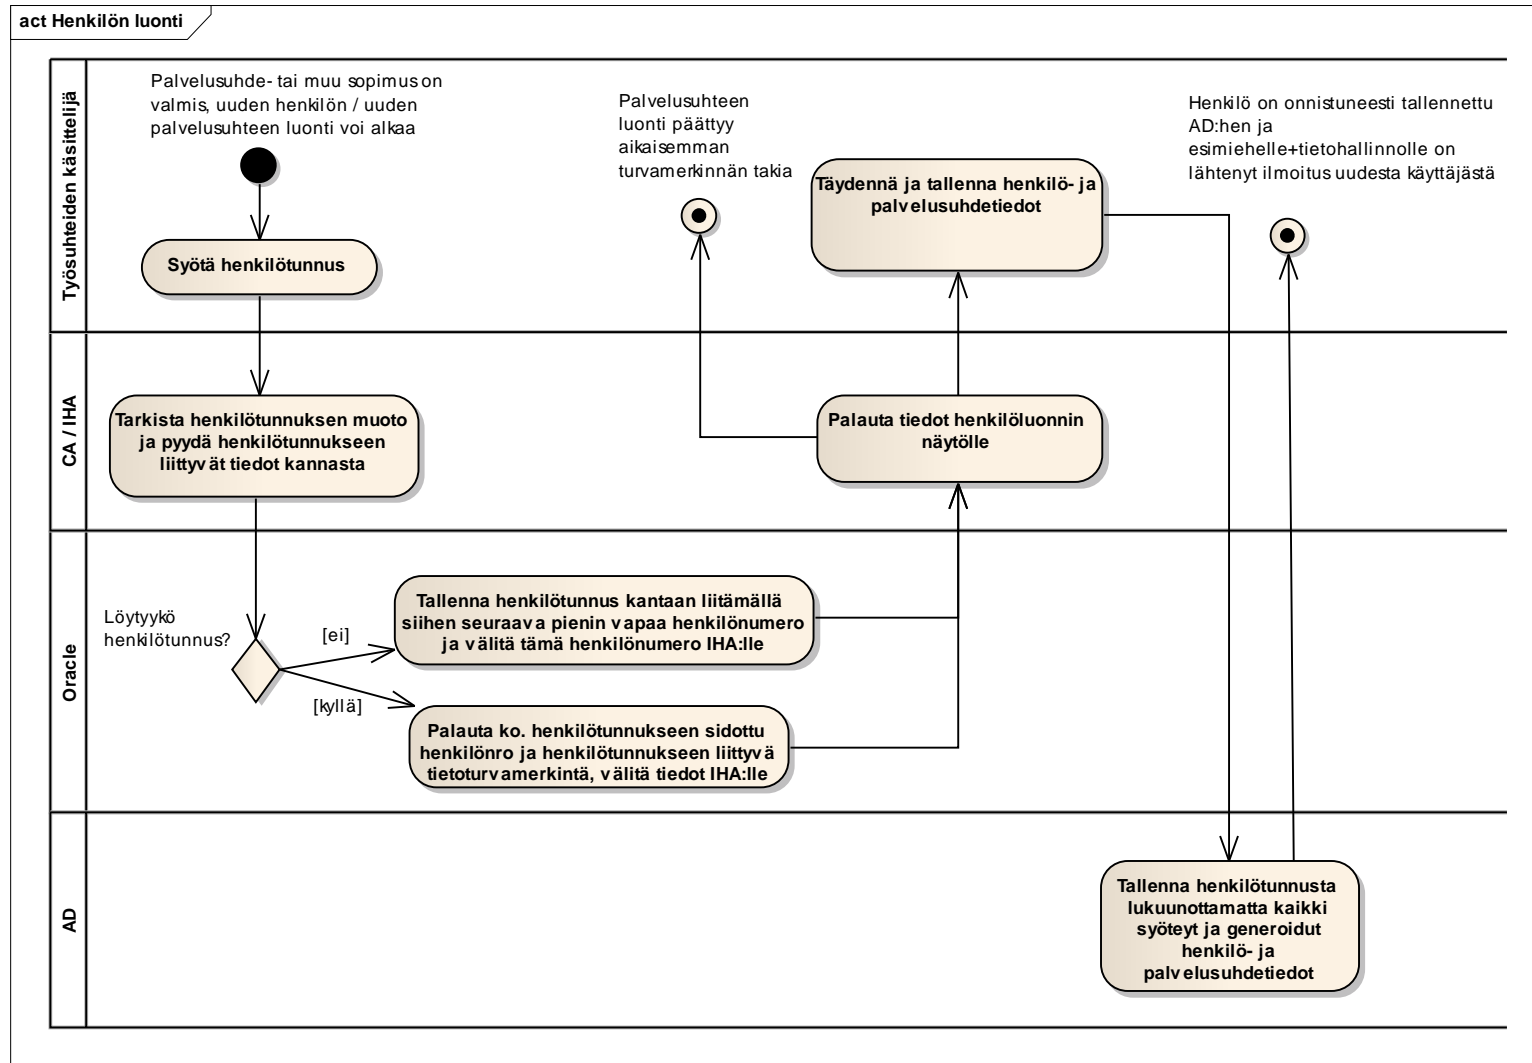 act Henkilön luonti
Työsuhteiden käsittelijä
Palvelusuhde- tai muu sopimus on
valmis, uuden henkilön / uuden
palvelusuhteen luonti voi alkaa
Syötä henkilötunnus
Palvelusuhteen
luonti päättyy
aikaisemman
turvamerkinnän takia
Täydennä ja tallenna henkilö- ja
palvelusuhdetiedot
Henkilö on onnistuneesti tallennettu
AD:hen ja
esimiehelle+tietohallinnolle on
lähtenyt ilmoitus uudesta käyttäjästä
CA / IHA
Tarkista henkilötunnuksen muoto
ja pyydä henkilötunnukseen
liittyvät tiedot kannasta
Palauta tiedot henkilöluonnin
näytölle
Oracle
Löytyykö
henkilötunnus?
[ei]
[kyllä]
Tallenna henkilötunnus kantaan liitämällä
siihen seuraava pienin vapaa henkilönumero
ja välitä tämä henkilönumero IHA:lle
Palauta ko. henkilötunnukseen sidottu
henkilönro ja henkilötunnukseen liittyvä
tietoturvamerkintä, välitä tiedot IHA:lle
AD
Tallenna henkilötunnusta
lukuunottamatta kaikki
syöteyt ja generoidut
henkilö- ja
palvelusuhdetiedot